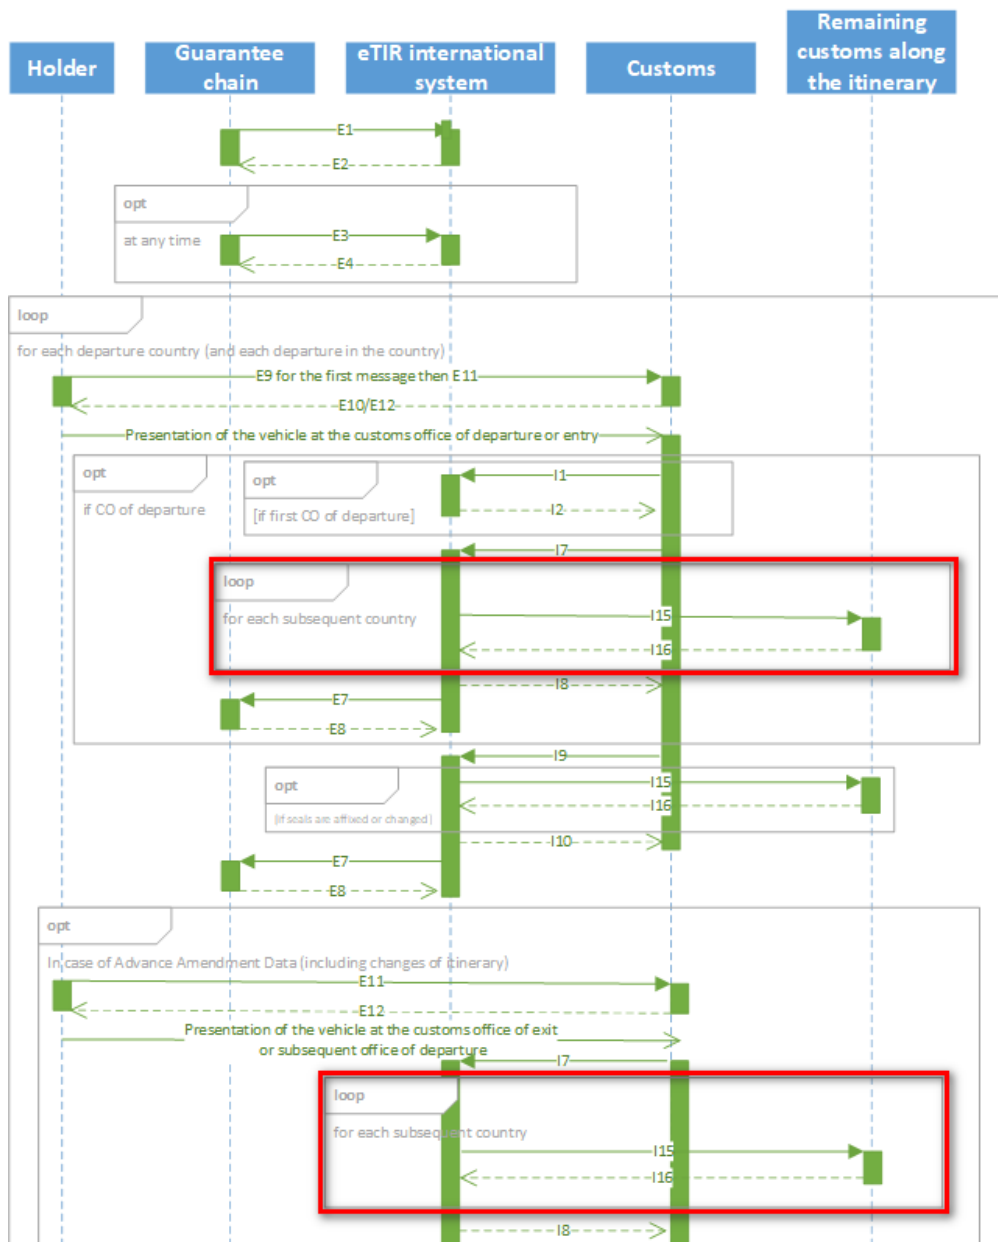 Holder
Guarantee
chain
eTIR international
system
Customs
Remaining
customs along
the itinerary
E1
E2
opt
at any time
E3
E4
loop
for each departure country (and each departure in the country)
E9 for the first message then E11
E10/E12
Presentation of the vehicle at the customs office of departure or entry
opt
if CO of departure
opt
[if first CO of departure]
I1
I2
I7
loop
for each subsequent country
I15
I16
I8
E7
E8
I9
opt
[If seals are affixed or changed]
I15
I16
I10
E7
E8
opt
In case of Advance Amendment Data (including changes of itinerary)
E11
E12
Presentation of the vehicle at the customs office of exit
or subsequent office of departure
I7
loop
for each subsequent country
I15
I16
I8